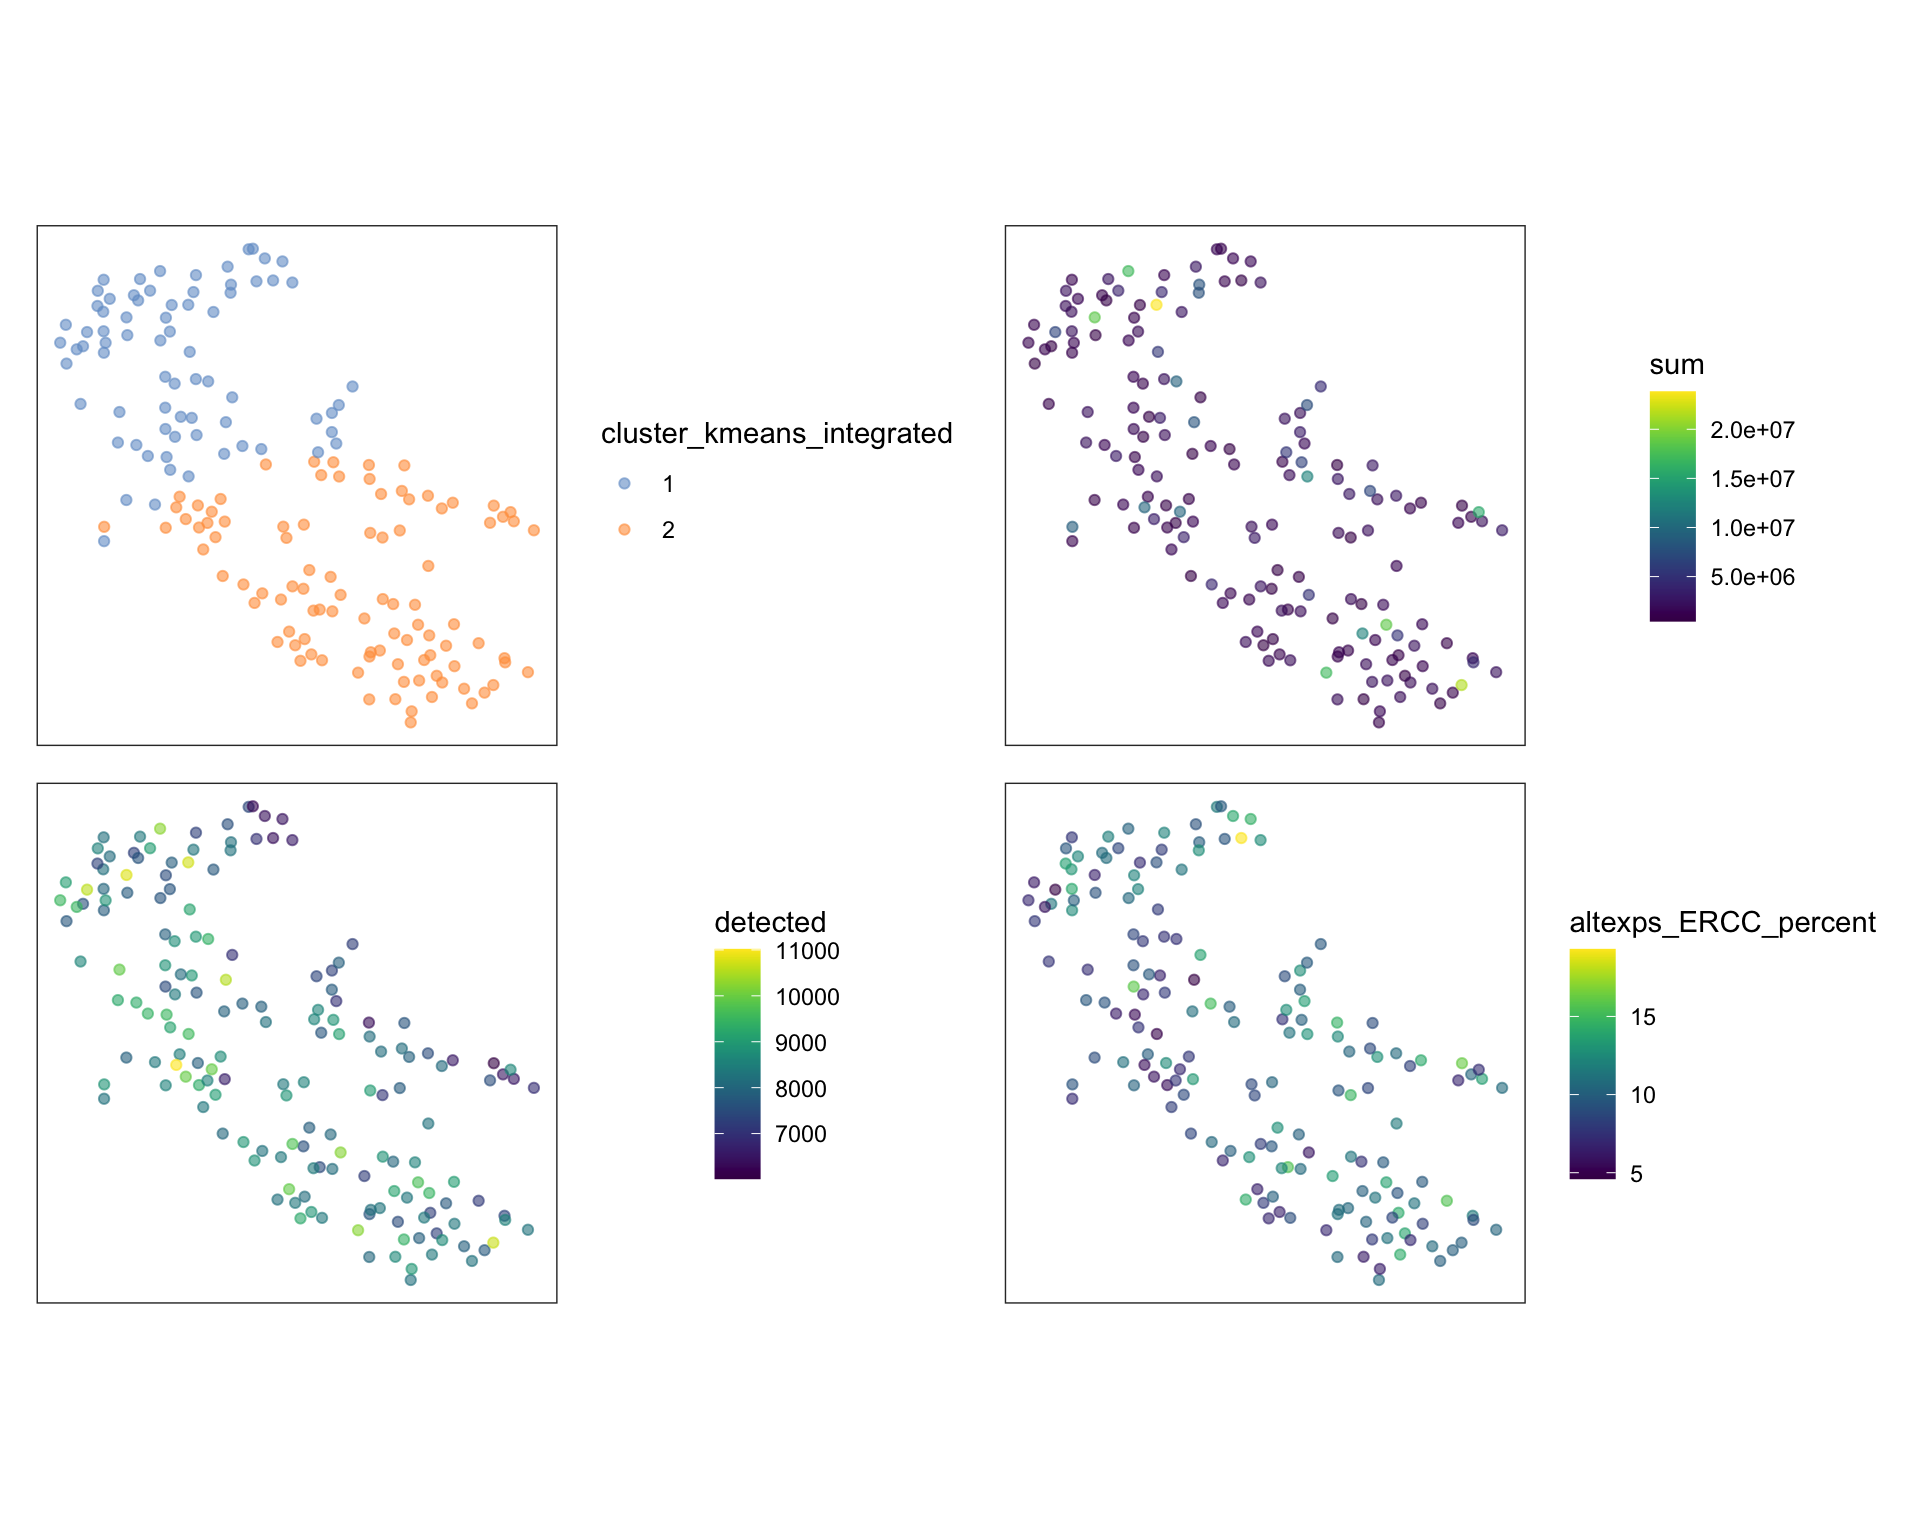 cluster_kmeans_integrated
1
2
sum
2.0e+07
1.5e+07
1.0e+07
5.0e+06
detected
11000
10000
9000
8000
7000
altexps_ERCC_percent
15
10
5